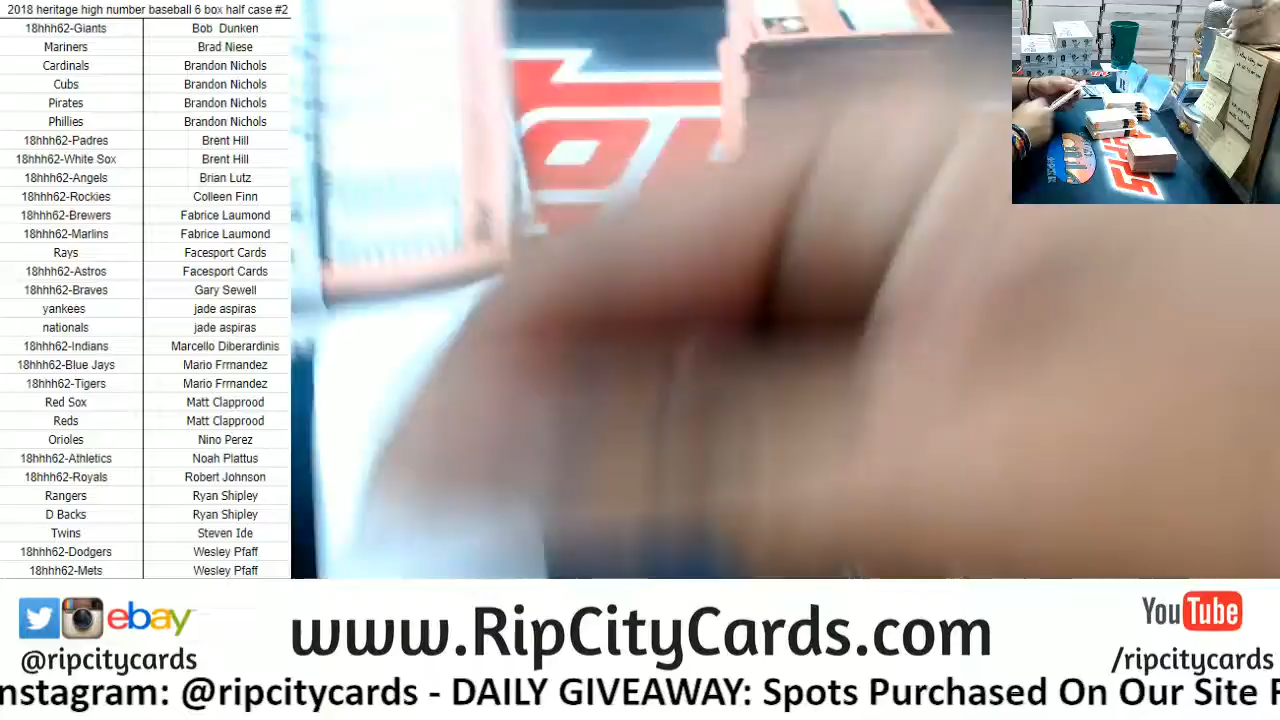 2018 heritage high number baseball 6 box half case #2
18hhh62-Giants Bob Dunken
Mariners Brad Niese
Cardinals Brandon Nichols
Cubs Brandon Nichols
Pirates Brandon Nichols
Phillies Brandon Nichols
18hhh62-Padres Brent Hill
18hhh62-White Sox Brent Hill
18hhh62-Angels Brian Lutz
18hhh62-Rockies Colleen Finn
18hhh62-Brewers Fabrice Laumond
18hhh62-Marlins Fabrice Laumond
Rays Facesport Cards
18hhh62-Astros Facesport Cards
18hhh62-Braves Gary Sewell
yankees jade aspiras
nationals jade aspiras
18hhh62-Indians Marcello Diberardinis
18hhh62-Blue Jays Mario Frrnandez
18hhh62-Tigers Mario Frrnandez
Red Sox Matt Clapprood
Reds Matt Clapprood
Orioles Nino Perez
18hhh62-Athletics Noah Plattus
18hhh62-Royals Robert Johnson
Rangers Ryan Shipley
D Backs Ryan Shipley
Twins Steven Ide
18hhh62-Dodgers Wesley Pfaff
18hhh62-Mets Wesley Pfaff
ebay
@ripcitycards
www.RipCityCards.com
YouTube
/ripcitycards
nstagram: @ripcitycards - DAILY GIVEAWAY: Spots Purchased On Our Site